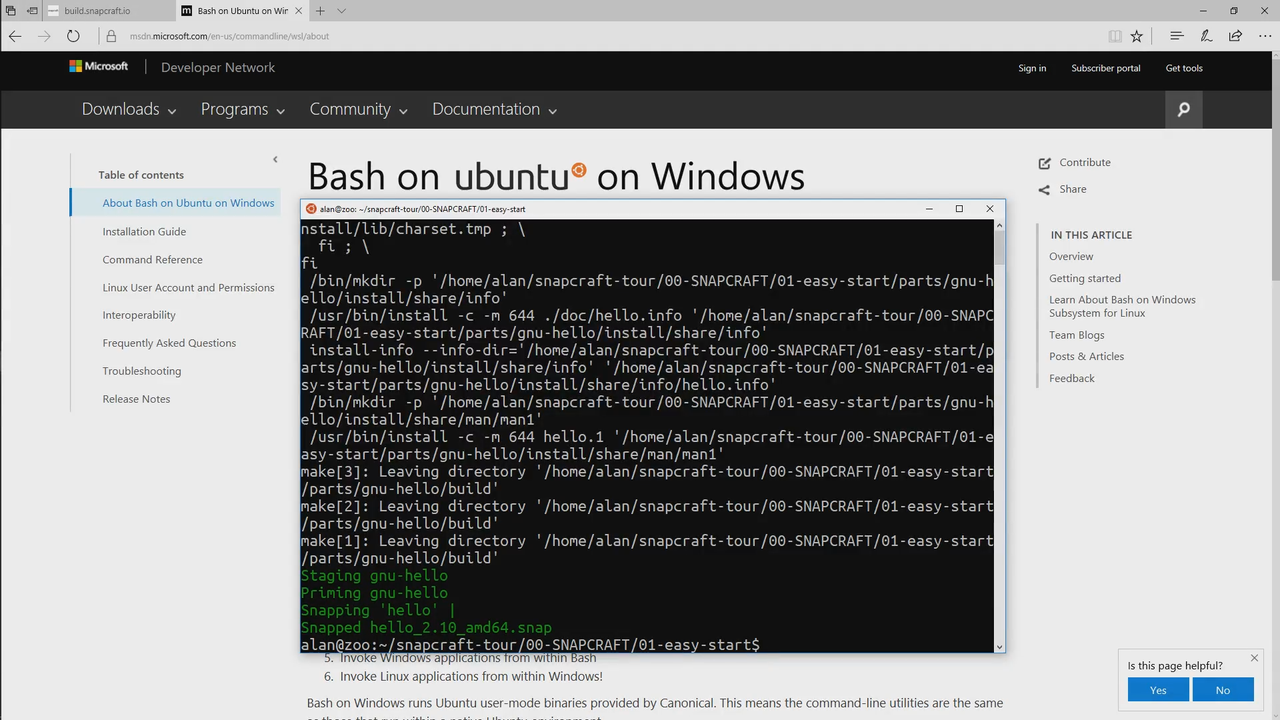 build.snapcraft.io
Bash on Ubuntu on Win
msdn.microsoft.com/en-us/commandline/wsl/about
Microsoft
Developer Network
Sign in
Subscriber portal
Get tools
Downloads
Programs
Community
Documentation
Table of contents
About Bash on Ubuntu on Windows
Installation Guide
Command Reference
Linux User Account and Permissions
Interoperability
Frequently Asked Questions
Troubleshooting
Release Notes
Bash on ubuntu on Windows
alan@zoo: ~/snapcraft-tour/00-SNAPCRAFT/01-easy-start
nstall/lib/charset.tmp ; \
fi ; \
fi
/bin/mkdir -p '/home/alan/snapcraft-tour/00-SNAPCRAFT/01-easy-start/parts/gnu-h
ello/install/share/info'
/usr/bin/install -c -m 644 ./doc/hello.info '/home/alan/snapcraft-tour/00-SNAPC
RAFT/01-easy-start/parts/gnu-hello/install/share/info'
install-info --info-dir='/home/alan/snapcraft-tour/00-SNAPCRAFT/01-easy-start/p
arts/gnu-hello/install/share/info' '/home/alan/snapcraft-tour/00-SNAPCRAFT/01-ea
sy-start/parts/gnu-hello/install/share/info/hello.info'
/bin/mkdir -p '/home/alan/snapcraft-tour/00-SNAPCRAFT/01-easy-start/parts/gnu-h
ello/install/share/man/man1'
/usr/bin/install -c -m 644 hello.1 '/home/alan/snapcraft-tour/00-SNAPCRAFT/01-e
asy-start/parts/gnu-hello/install/share/man/man1'
make[3]: Leaving directory '/home/alan/snapcraft-tour/00-SNAPCRAFT/01-easy-start
/parts/gnu-hello/build'
make[2]: Leaving directory '/home/alan/snapcraft-tour/00-SNAPCRAFT/01-easy-start
/parts/gnu-hello/build'
make[1]: Leaving directory '/home/alan/snapcraft-tour/00-SNAPCRAFT/01-easy-start
/parts/gnu-hello/build'
Staging gnu-hello
Priming gnu-hello
Snapping 'hello' |
Snapped hello_2.10_amd64.snap
alan@zoo:~/snapcraft-tour/00-SNAPCRAFT/01-easy-start$
5. Invoke Windows applications from within Bash
6. Invoke Linux applications from within Windows!
Bash on Windows runs Ubuntu user-mode binaries provided by Canonical. This means the command-line utilities are the
Contribute
Share
IN THIS ARTICLE
Overview
Getting started
Learn About Bash on Windows
Subsystem for Linux
Team Blogs
Posts & Articles
Feedback
Is this page helpful?
Yes
No